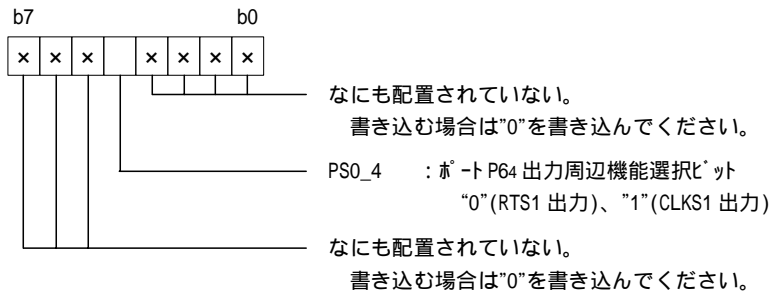 b7 b0
× × × × × × ×
なにも配置されていない。
書き込む場合は"0"を書き込んでください。
PS0_4 :ﾎﾟｰﾄ P64 出力周辺機能選択ﾋﾞｯﾄ
“0”(RTS1 出力)、”1”(CLKS1 出力)
なにも配置されていない。
書き込む場合は"0"を書き込んでください。